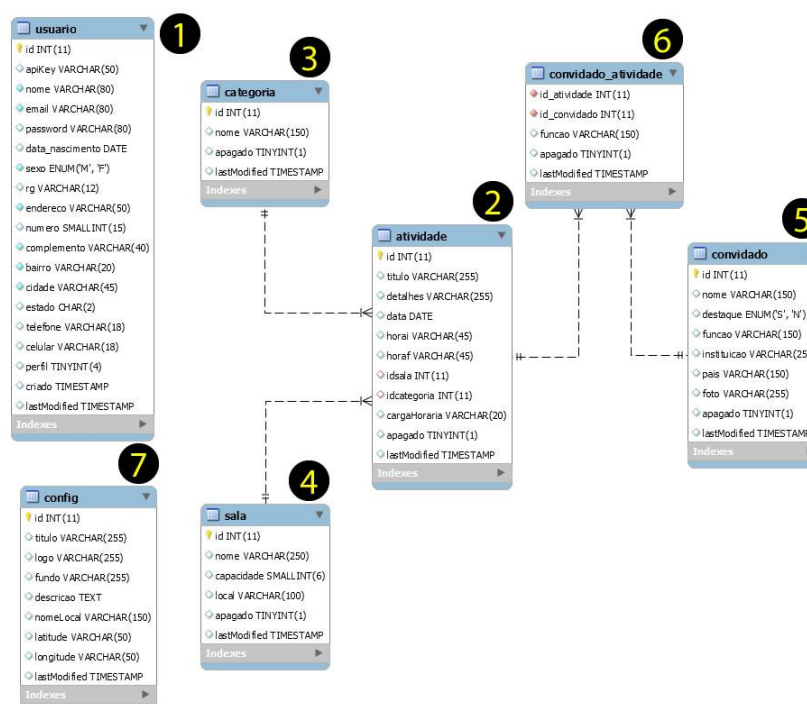 1
usuario
id INT(11)
apiKey VARCHAR(50)
nome VARCHAR(80)
email VARCHAR(80)
password VARCHAR(80)
data_nascimento DATE
sexo ENUM('M', 'F')
rg VARCHAR(12)
endereco VARCHAR(50)
numero SMALLINT(15)
complemento VARCHAR(40)
bairro VARCHAR(20)
cidade VARCHAR(45)
estado CHAR(2)
telefone VARCHAR(18)
celular VARCHAR(18)
perfil TINYINT(4)
criado TIMESTAMP
lastModified TIMESTAMP
Indexes
3
categoria
id INT(11)
nome VARCHAR(150)
apagado TINYINT(1)
lastModified TIMESTAMP
Indexes
6
convidado_atividade
id_atividade INT(11)
id_convidado INT(11)
funcao VARCHAR(150)
apagado TINYINT(1)
lastModified TIMESTAMP
Indexes
2
atividade
id INT(11)
titulo VARCHAR(255)
detalhes VARCHAR(255)
data DATE
horai VARCHAR(45)
horaf VARCHAR(45)
idsala INT(11)
idcategoria INT(11)
cargaHoraria VARCHAR(20)
apagado TINYINT(1)
lastModified TIMESTAMP
Indexes
5
convidado
id INT(11)
nome VARCHAR(150)
destaque ENUM('S', 'N')
funcao VARCHAR(150)
instituicao VARCHAR(25
pais VARCHAR(150)
foto VARCHAR(255)
apagado TINYINT(1)
lastModified TIMESTAMP
Indexes
7
config
id INT(11)
titulo VARCHAR(255)
logo VARCHAR(255)
fundo VARCHAR(255)
descricao TEXT
nomeLocal VARCHAR(150)
latitude VARCHAR(50)
longitude VARCHAR(50)
lastModified TIMESTAMP
Indexes
4
sala
id INT(11)
nome VARCHAR(250)
capacidade SMALLINT(6)
local VARCHAR(100)
apagado TINYINT(1)
lastModified TIMESTAMP
Indexes